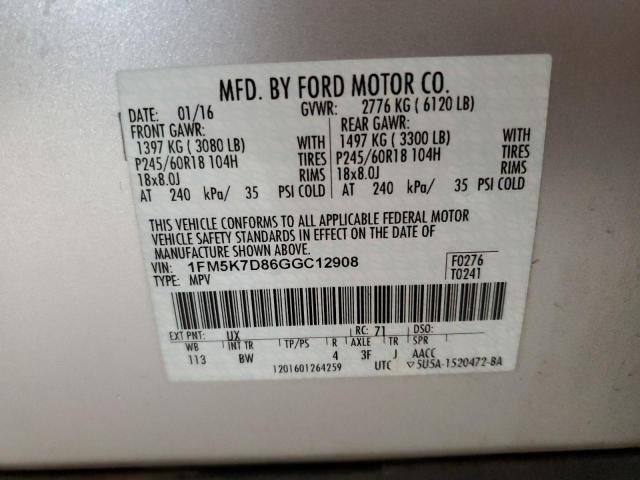 MFD. BY FORD MOTOR CO.
DATE: 01/16 GVWR: 2776 KG ( 6120 LB)
FRONT GAWR: REAR GAWR:
1397 KG ( 3080 LB) 1497 KG ( 3300 LB)
P245/60R18 104H TIRES P245/60R18 104H TIRES
18x8.0J RIMS 18x8.0J RIMS
AT 240 kPa/ 35 PSI COLD AT 240 kPa/ 35 PSI COLD
THIS VEHICLE CONFORMS TO ALL APPLICABLE FEDERAL MOTOR
VEHICLE SAFETY STANDARDS IN EFFECT ON THE DATE OF
MANUFACTURE SHOWN ABOVE.
VIN: 1FM5K7D86GGC12908 F0276
TYPE: MPV T0241
EXT PNT: UX RC: 71 DSO:
WB INT TR TP/PS R AXLE TR SPR
113 BW 4 3F J AACC
1201601264259 UTC ▽5U5A-1520472-BA